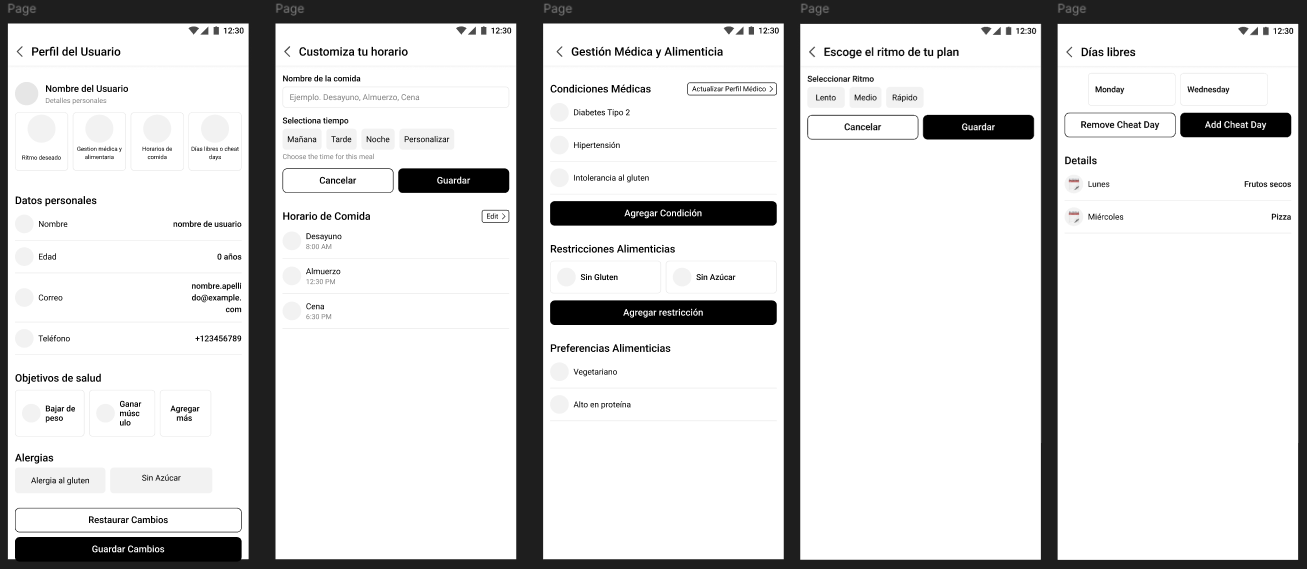 Page
12:30
Perfil del Usuario
Nombre del Usuario
Detalles personales
Ritmo deseado
Gestion médica y
alimentaria
Horarios de
comida
Días libres o cheat
days
Datos personales
Nombre
nombre de usuario
Edad
0 años
Correo
nombre.apelli
do@example.
com
Teléfono
+123456789
Objetivos de salud
Bajar de
peso
Ganar
músc
ulo
Agregar
más
Alergias
Alergia al gluten
Sin Azúcar
Restaurar Cambios
Guardar Cambios
Page
12:30
Customiza tu horario
Nombre de la comida
Ejemplo. Desayuno, Almuerzo, Cena
Selectiona tiempo
Mañana
Tarde
Noche
Personalizar
Choose the time for this meal
Cancelar
Guardar
Horario de Comida
Edit
Desayuno
8:00 AM
Almuerzo
12:30 PM
Cena
6:30 PM
Page
12:30
Gestión Médica y Alimenticia
Condiciones Médicas
Actualizar Perfil Médico
Diabetes Tipo 2
Hipertensión
Intolerancia al gluten
Agregar Condición
Restricciones Alimenticias
Sin Gluten
Sin Azúcar
Agregar restricción
Preferencias Alimenticias
Vegetariano
Alto en proteína
Page
12:30
Escoge el ritmo de tu plan
Seleccionar Ritmo
Lento
Medio
Rápido
Cancelar
Guardar
Page
12:30
Días libres
Monday
Wednesday
Remove Cheat Day
Add Cheat Day
Details
Lunes
Frutos secos
Miércoles
Pizza